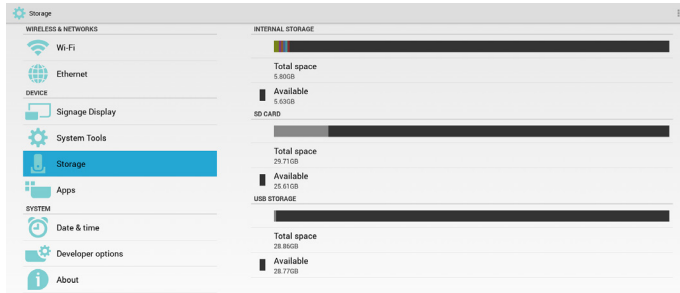 Storage
WIRELESS & NETWORKS
Wi-Fi
Ethernet
DEVICE
Signage Display
System Tools
Storage
Apps
SYSTEM
Date & time
Developer options
About
INTERNAL STORAGE
Total space
5.80GB
Available
5.63GB
SD CARD
Total space
29.71GB
Available
25.61GB
USB STORAGE
Total space
28.86GB
Available
28.77GB